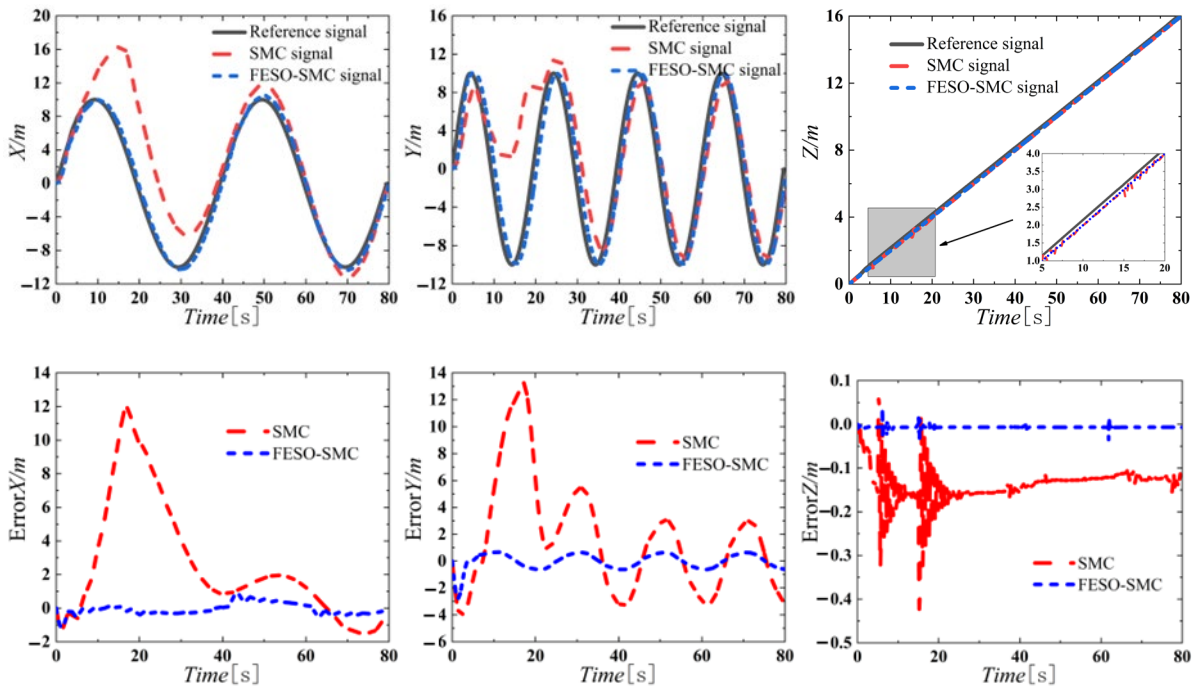 Reference signal
SMC signal
FESO-SMC signal
X/m
20
16
12
8
4
0
−4
−8
−12
0 10 20 30 40 50 60 70 80
Time[s]
Reference signal
SMC signal
FESO-SMC signal
Y/m
20
16
12
8
4
0
−4
−8
−12
0 10 20 30 40 50 60 70 80
Time[s]
Reference signal
SMC signal
FESO-SMC signal
Z/m
16
12
8
4
0
0 10 20 30 40 50 60 70 80
Time[s]
4.0
3.5
3.0
2.5
2.0
1.5
1.0
5 10 15 20
SMC
FESO-SMC
ErrorX/m
14
12
10
8
6
4
2
0
−2
0 20 40 60 80
Time[s]
SMC
FESO-SMC
ErrorY/m
14
12
10
8
6
4
2
0
−2
−4
−6
0 20 40 60 80
Time[s]
SMC
FESO-SMC
ErrorZ/m
0.1
0.0
−0.1
−0.2
−0.3
−0.4
−0.5
0 20 40 60 80
Time[s]